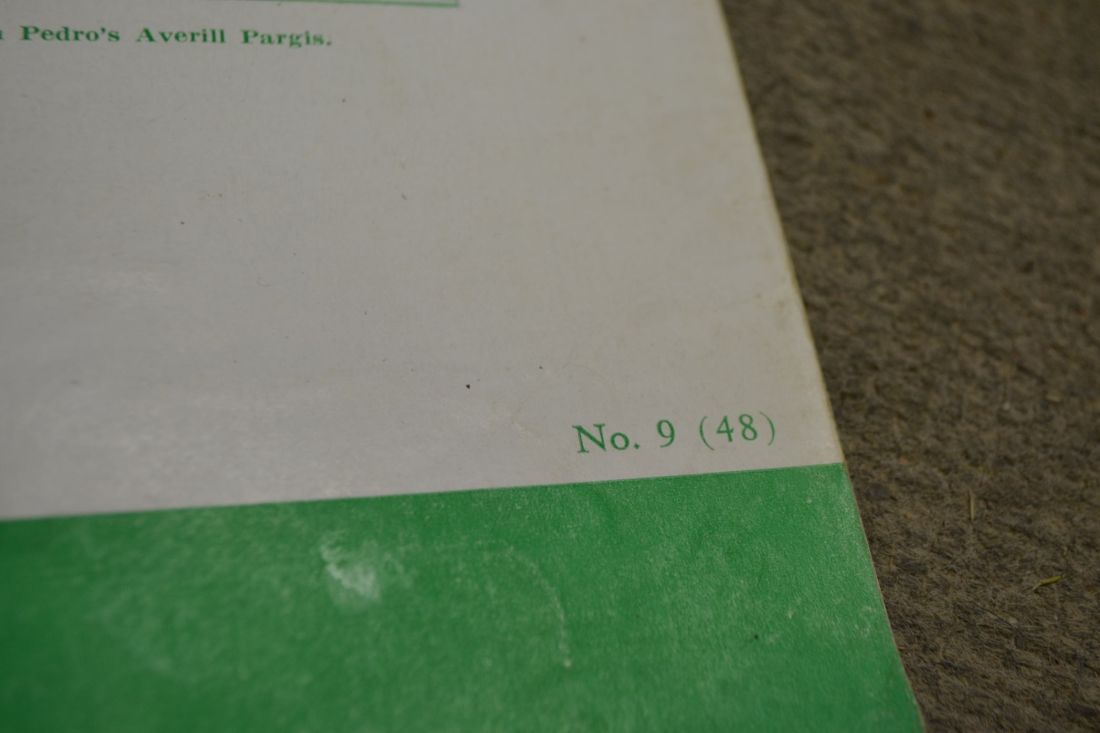 Pedro's Averill Pargis.
No. 9 (48)